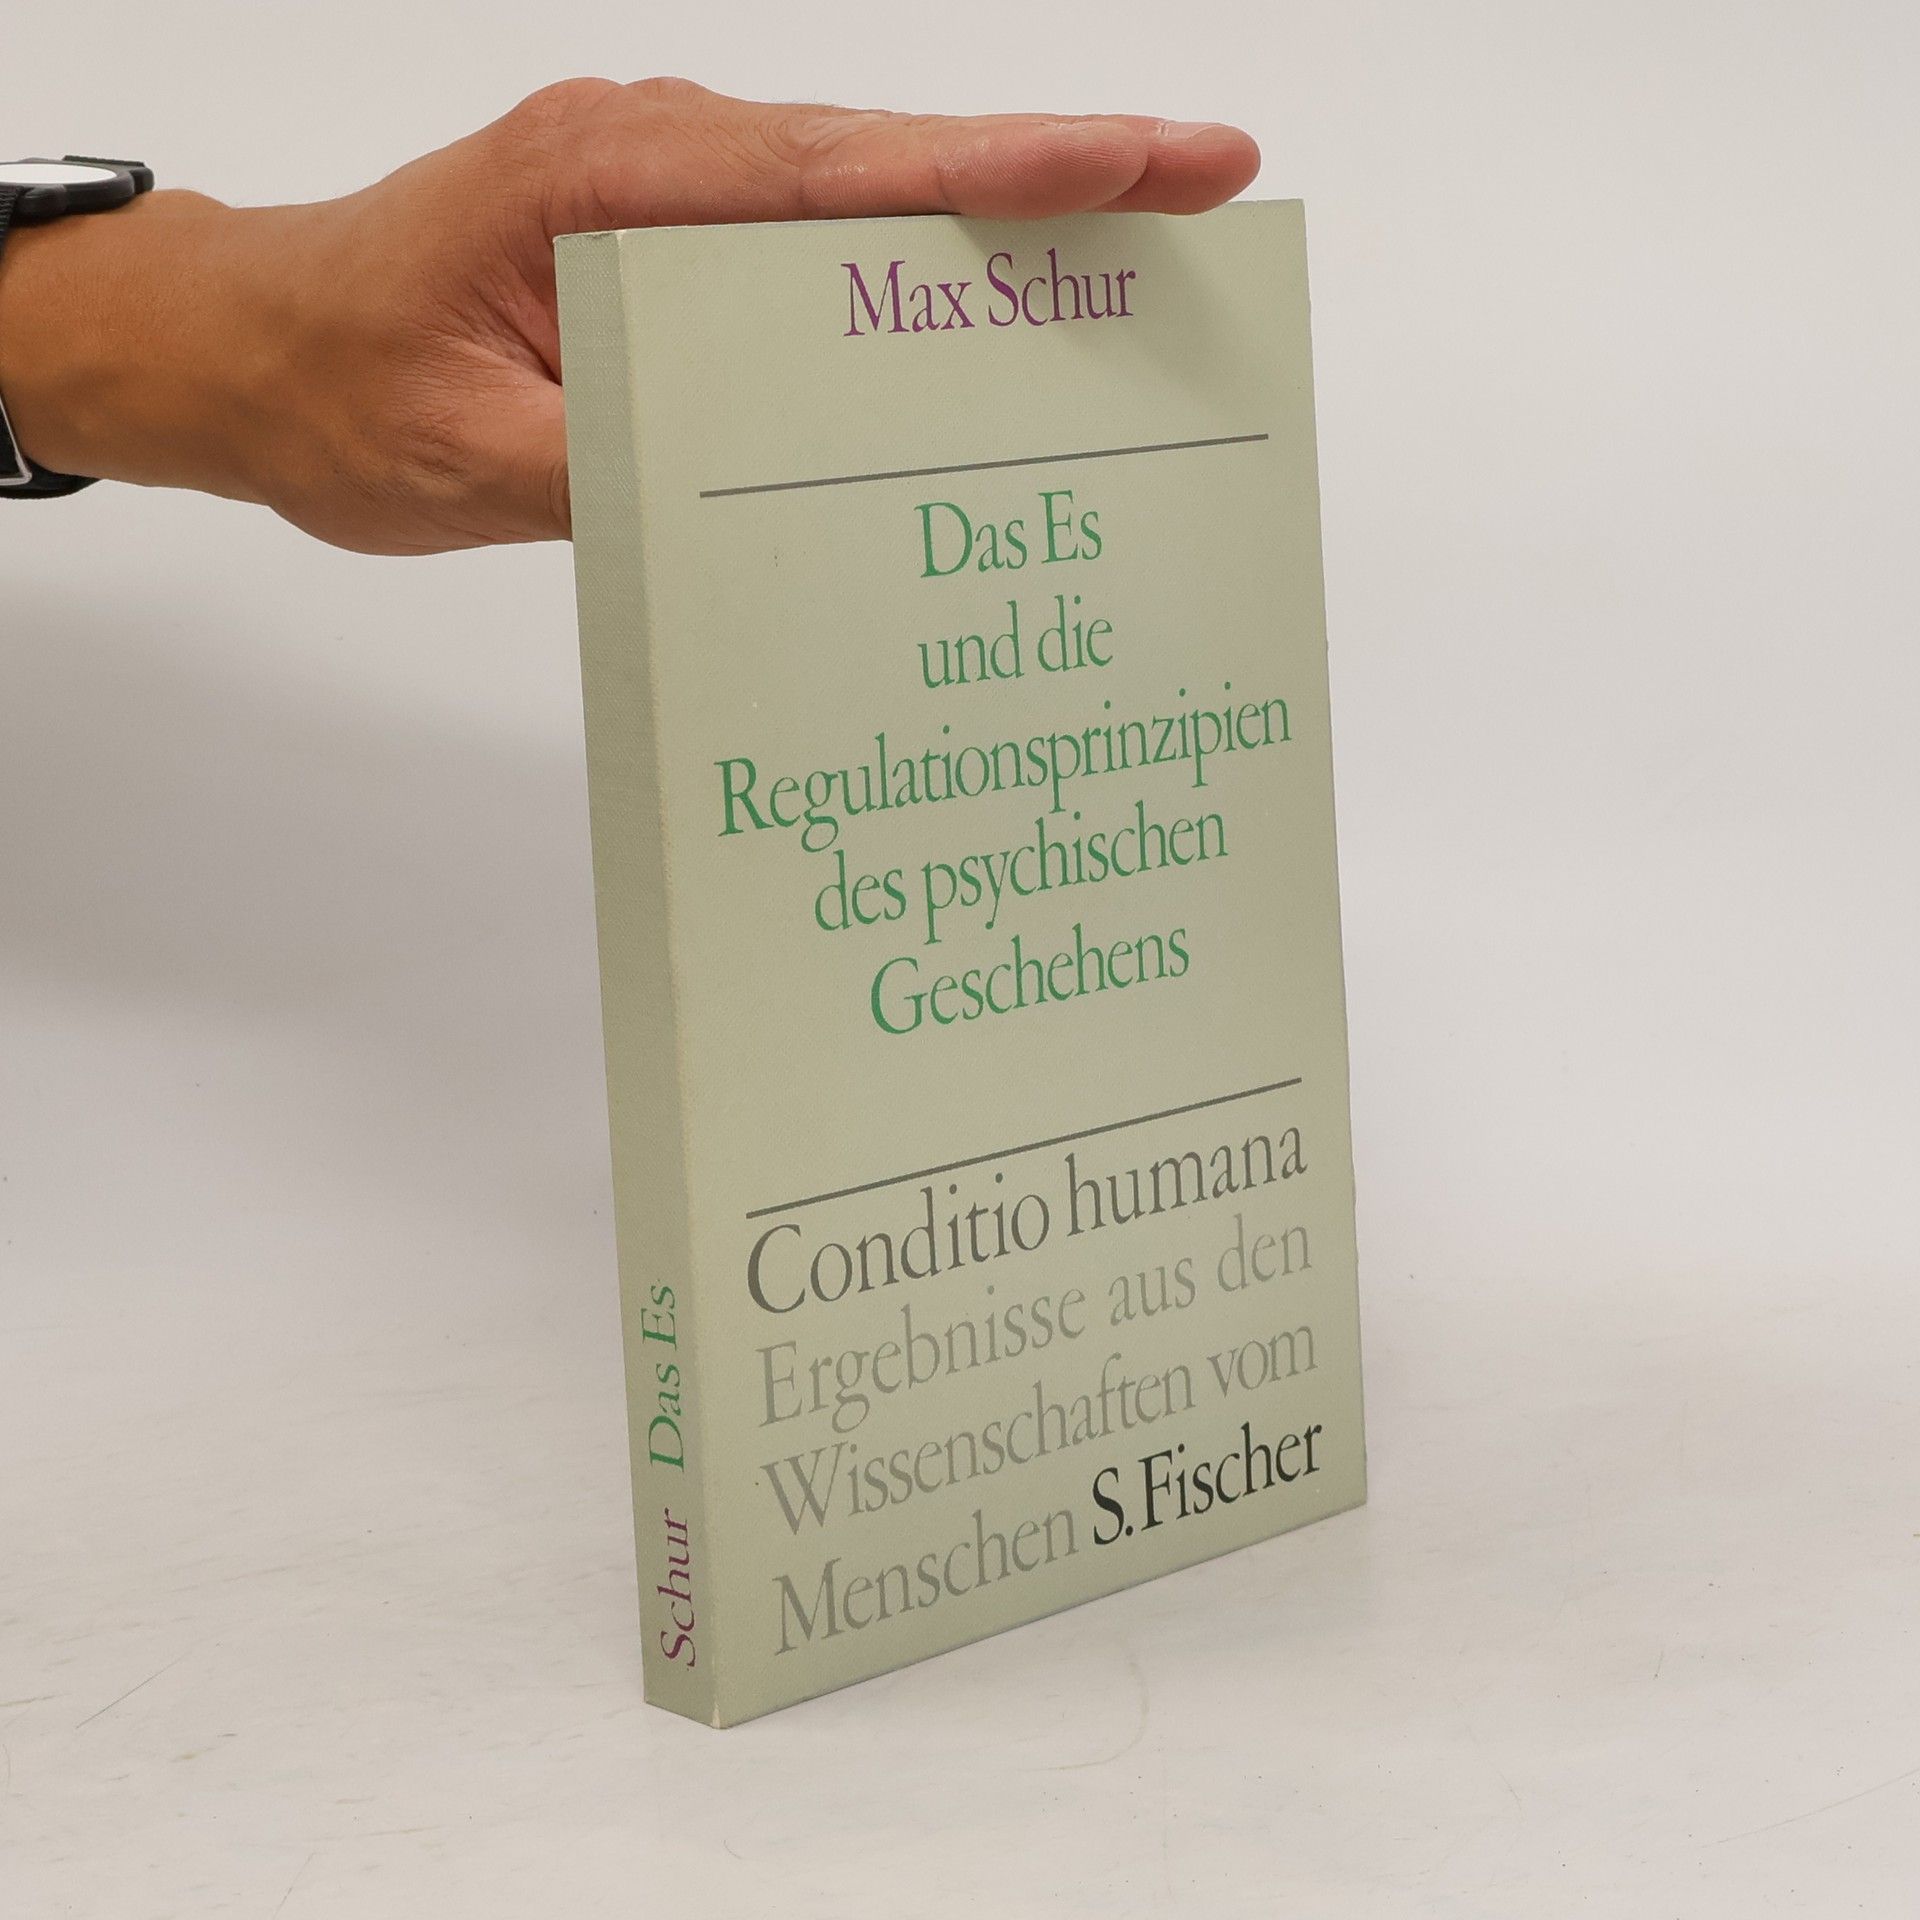 Max Schur
Das Es
und die
Regulationsprinzipien
des psychischen
Geschehens
Conditio humana
Ergebnisse aus den
Wissenschaften vom
Menschen S. Fischer
Schur Das Es